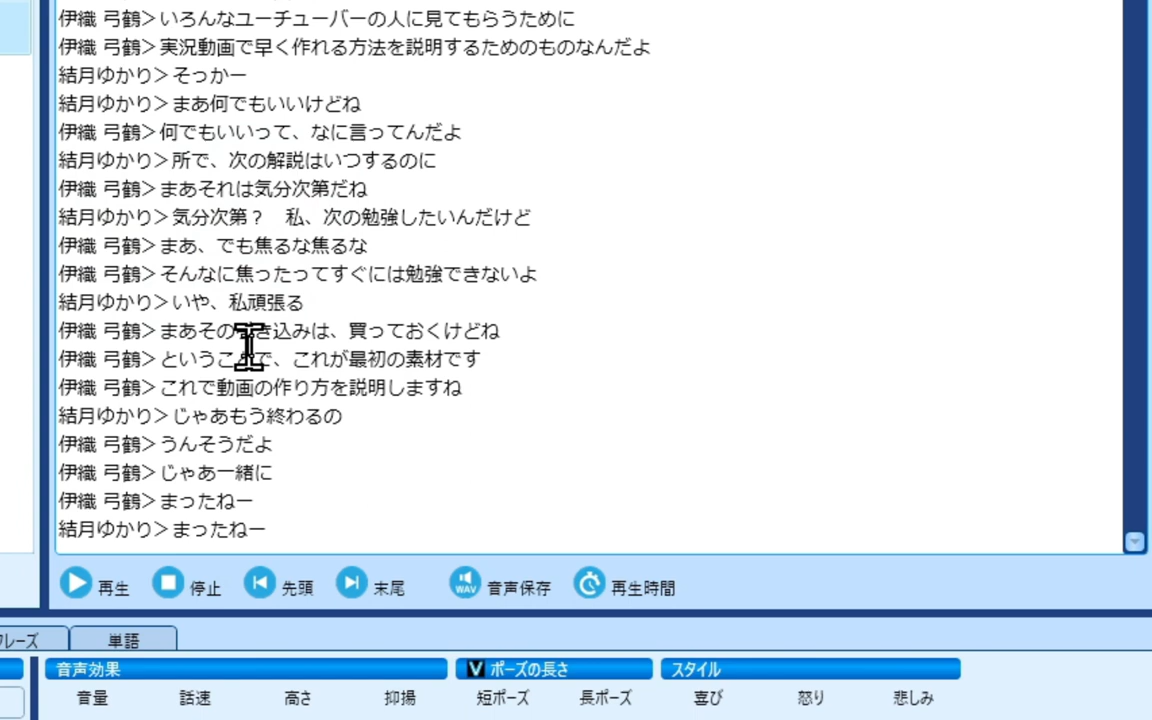 伊織 弓鶴＞いろんなユーチューバーの人に見てもらうために
伊織 弓鶴＞実況動画で早く作れる方法を説明するためのものなんだよ
結月ゆかり＞そっかー
結月ゆかり＞まあ何でもいいけどね
伊織 弓鶴＞何でもいいって、なに言ってんだよ
結月ゆかり＞所で、次の解説はいつするのに
伊織 弓鶴＞まあそれは気分次第だね
結月ゆかり＞気分次第？　私、次の勉強したいんだけど
伊織 弓鶴＞まあ、でも焦るな焦るな
伊織 弓鶴＞そんなに焦ったってすぐには勉強できないよ
結月ゆかり＞いや、私頑張る
伊織 弓鶴＞まあその き込みは、買っておくけどね
伊織 弓鶴＞ということで、これが最初の素材です
伊織 弓鶴＞これで動画の作り方を説明しますね
結月ゆかり＞じゃあもう終わるの
伊織 弓鶴＞うんそうだよ
伊織 弓鶴＞じゃあ一緒に
伊織 弓鶴＞まったねー
結月ゆかり＞まったねー
再生 停止 先頭 末尾 WAV 音声保存 再生時間
レーズ 単語
音声効果 V ポーズの長さ スタイル
音量 話速 高さ 抑揚 短ポーズ 長ポーズ 喜び 怒り 悲しみ